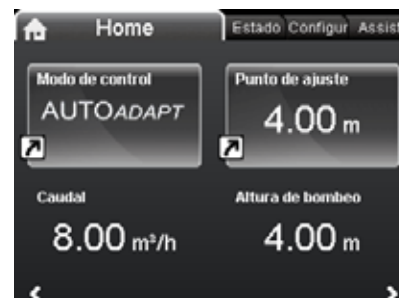 Home
Estado Configur Assist
Modo de control
Punto de ajuste
AUTOADAPT
4.00 m
Caudal
Altura de bombeo
8.00 m³/h
4.00 m